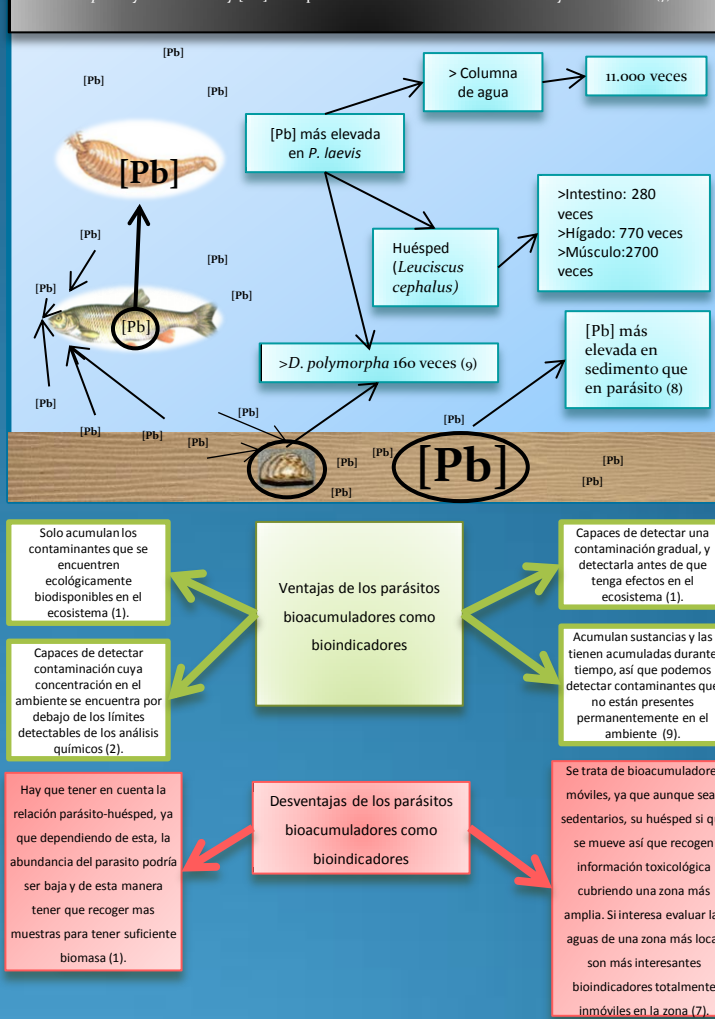 [Pb]
[Pb]
[Pb]
[Pb]
> Columna
de agua
11.000 veces
[Pb] más elevada
en P. laevis
[Pb]
>Intestino: 280
veces
>Hígado: 770 veces
>Músculo:2700
veces
Huésped
(Leuciscus
cephalus)
[Pb]
[Pb]
[Pb]
[Pb]
[Pb]
[Pb] más
elevada en
sedimento que
en parásito (8)
>D. polymorpha 160 veces (9)
[Pb]
[Pb]
[Pb]
[Pb]
[Pb]
[Pb]
[Pb]
[Pb]
[Pb]
[Pb]
[Pb]
[Pb]
[Pb]
Solo acumulan los
contaminantes que se
encuentren
ecológicamente
biodisponibles en el
ecosistema (1).
Ventajas de los parásitos
bioacumuladores como
bioindicadores
Capaces de detectar una
contaminación gradual, y
detectarla antes de que
tenga efectos en el
ecosistema (1).
Capaces de detectar
contaminación cuya
concentración en el
ambiente se encuentra por
debajo de los límites
detectables de los análisis
químicos (2).
Acumulan sustancias y las
tienen acumuladas durante
tiempo, así que podemos
detectar contaminantes que
no están presentes
permanentemente en el
ambiente (9).
Hay que tener en cuenta la
relación parásito-huésped, ya
que dependiendo de esta, la
abundancia del parasito podría
ser baja y de esta manera
tener que recoger mas
muestras para tener suficiente
biomasa (1).
Desventajas de los parásitos
bioacumuladores como
bioindicadores
Se trata de bioacumuladore
móviles, ya que aunque sea
sedentarios, su huésped si
se mueve así que recogen
información toxicológica
cubriendo una zona más
amplia. Si interesa evaluar la
aguas de una zona más loca
son más interesantes
bioindicadores totalmente
inmóviles en la zona (7).